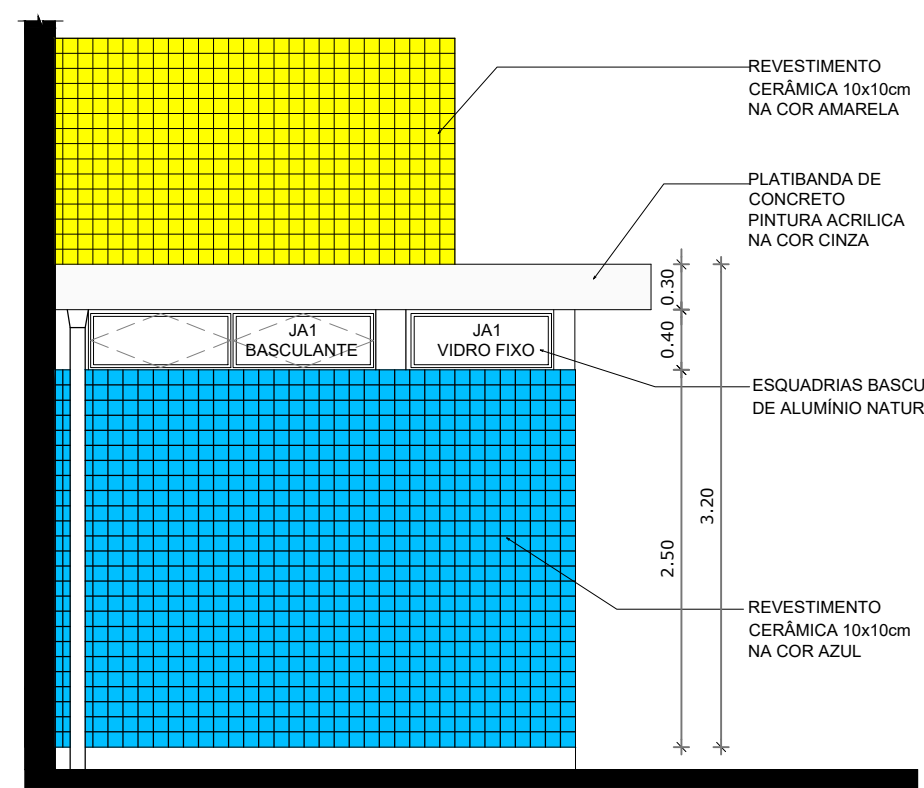 REVESTIMENTO
CERÂMICA 10x10cm
NA COR AMARELA
PLATIBANDA DE
CONCRETO
PINTURA ACRILICA
NA COR CINZA
0.30
JA1
BASCULANTE
JA1
VIDRO FIXO
0.40
ESQUADRIAS BASCU
DE ALUMÍNIO NATUR
3.20
2.50
REVESTIMENTO
CERÂMICA 10x10cm
NA COR AZUL